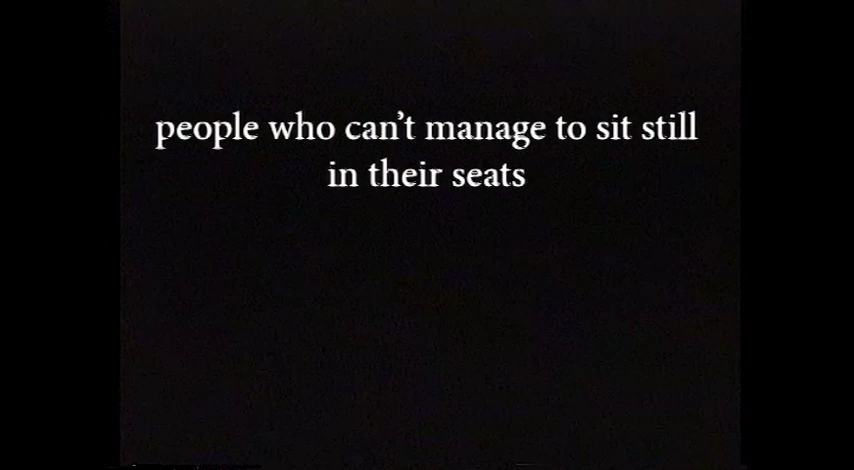 people who can’t manage to sit still
in their seats